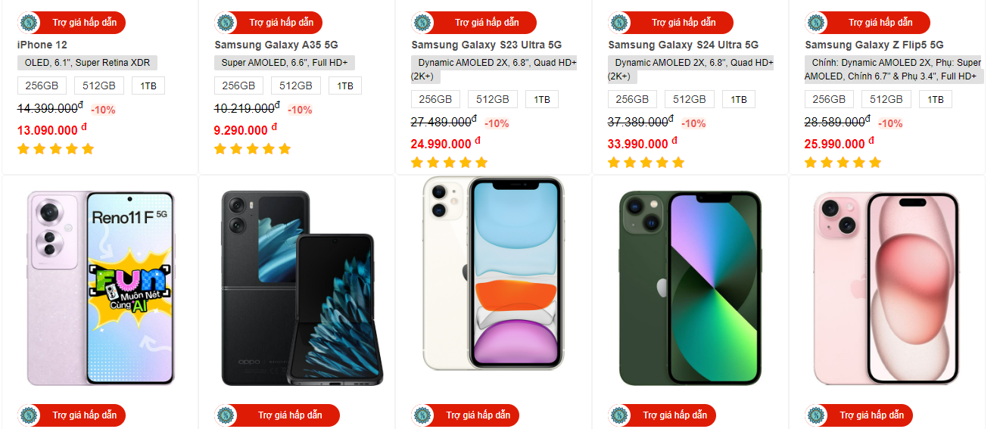 Trợ giá hấp dẫn
iPhone 12
OLED, 6.1", Super Retina XDR
256GB 512GB 1TB
14.399.000đ -10%
13.090.000 đ
Trợ giá hấp dẫn
Samsung Galaxy A35 5G
Super AMOLED, 6.6", Full HD+
256GB 512GB 1TB
10.219.000đ -10%
9.290.000 đ
Trợ giá hấp dẫn
Samsung Galaxy S23 Ultra 5G
Dynamic AMOLED 2X, 6.8", Quad HD+
(2K+)
256GB 512GB 1TB
27.489.000đ -10%
24.990.000 đ
Trợ giá hấp dẫn
Samsung Galaxy S24 Ultra 5G
Dynamic AMOLED 2X, 6.8", Quad HD+
(2K+)
256GB 512GB 1TB
37.389.000đ -10%
33.990.000 đ
Trợ giá hấp dẫn
Samsung Galaxy Z Flip5 5G
Chính: Dynamic AMOLED 2X, Phụ: Super
AMOLED, Chính 6.7" & Phụ 3.4", Full HD+
256GB 512GB 1TB
28.589.000đ -10%
25.990.000 đ
Reno11 F 5G
FUN
Muôn Nét
Cùng AI
oppo
Trợ giá hấp dẫn
Trợ giá hấp dẫn
Trợ giá hấp dẫn
Trợ giá hấp dẫn
Trợ giá hấp dẫn